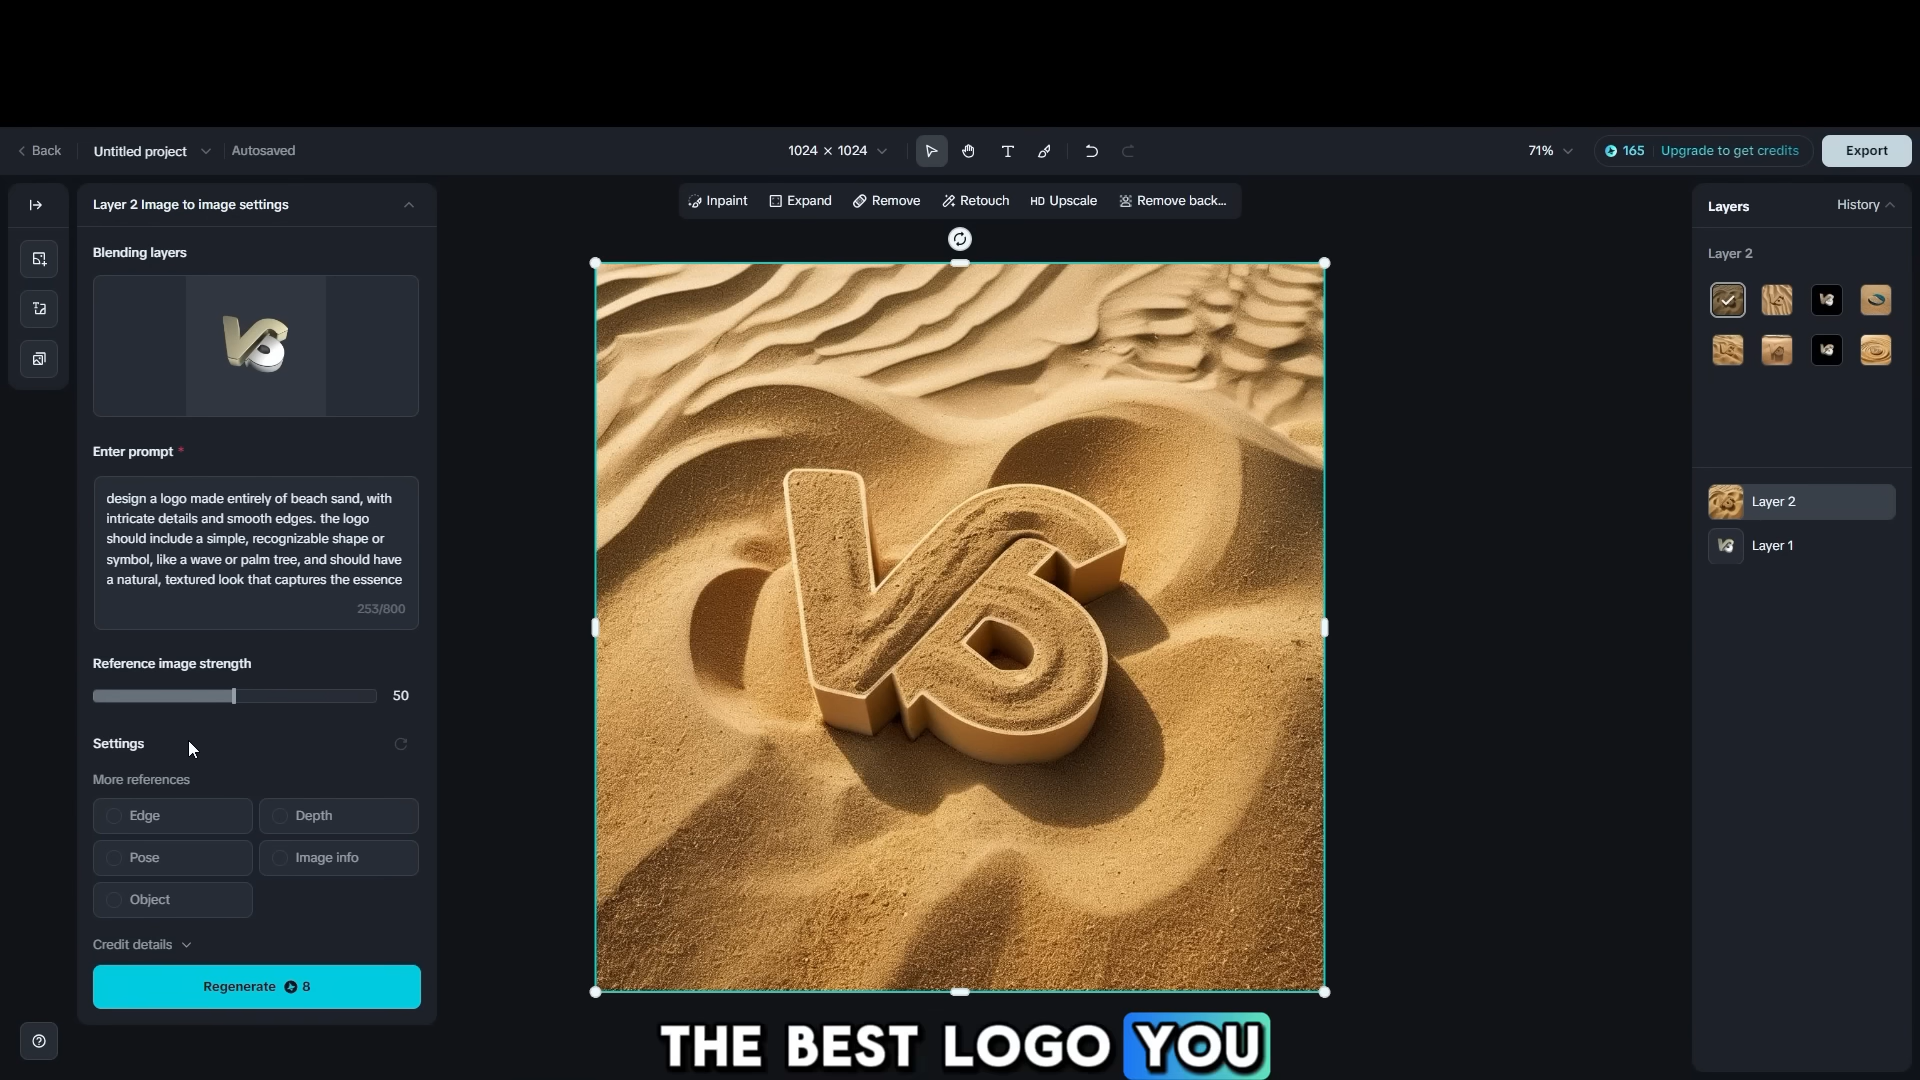 Back
Untitled project
Autosaved
1024 × 1024
71%
165
Upgrade to get credits
Export
Layer 2 Image to image settings
Inpaint
Expand
Remove
Retouch
HD Upscale
Remove back...
Layers
History
Blending layers
Layer 2
Enter prompt *
design a logo made entirely of beach sand, with
intricate details and smooth edges. the logo
should include a simple, recognizable shape or
symbol, like a wave or palm tree, and should have
a natural, textured look that captures the essence
253/800
Layer 2
Layer 1
Reference image strength
50
Settings
More references
Edge
Depth
Pose
Image info
Object
Credit details
Regenerate 8
THE BEST LOGO YOU